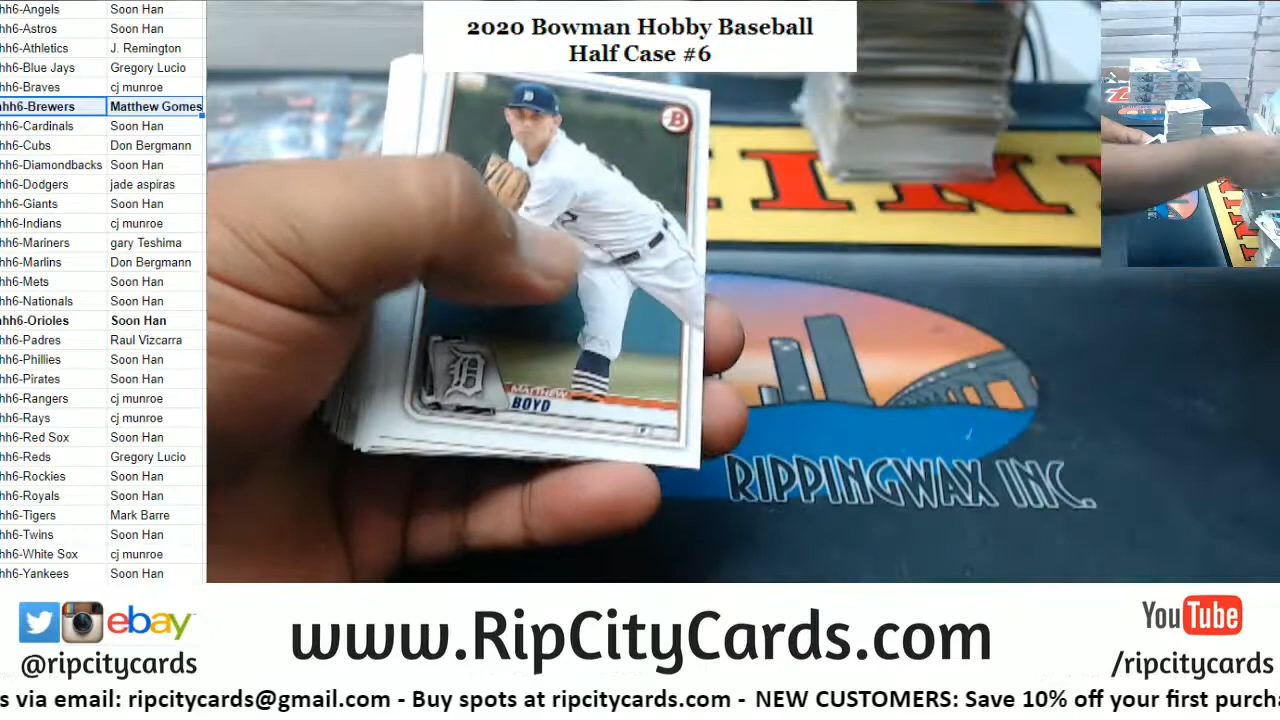 hh6-Angels Soon Han
hh6-Astros Soon Han
hh6-Athletics J. Remington
hh6-Blue Jays Gregory Lucio
hh6-Braves cj munroe
hh6-Brewers Matthew Gomes
hh6-Cardinals Soon Han
hh6-Cubs Don Bergmann
hh6-Diamondbacks Soon Han
hh6-Dodgers jade aspiras
hh6-Giants Soon Han
hh6-Indians cj munroe
hh6-Mariners gary Teshima
hh6-Marlins Don Bergmann
hh6-Mets Soon Han
hh6-Nationals Soon Han
hh6-Orioles Soon Han
hh6-Padres Raul Vizcarra
hh6-Phillies Soon Han
hh6-Pirates Soon Han
hh6-Rangers cj munroe
hh6-Rays cj munroe
hh6-Red Sox Soon Han
hh6-Reds Gregory Lucio
hh6-Rockies Soon Han
hh6-Royals Soon Han
hh6-Tigers Mark Barre
hh6-Twins Soon Han
hh6-White Sox cj munroe
hh6-Yankees Soon Han
2020 Bowman Hobby Baseball
Half Case #6
D
B
D
MATTHEW
BOYD
P
RIPPINGWAX INC.
ebay
@ripcitycards
www.RipCityCards.com
YouTube
/ripcitycards
s via email: ripcitycards@gmail.com - Buy spots at ripcitycards.com - NEW CUSTOMERS: Save 10% off your first purcha